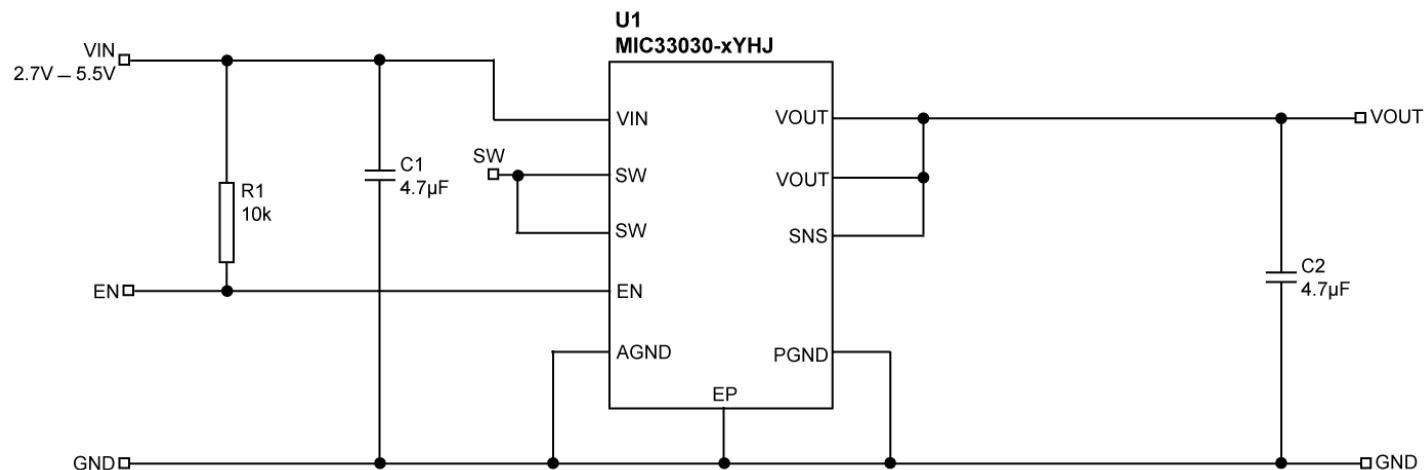 U1
MIC33030-xYHJ
VIN
2.7V – 5.5V
VIN
VOUT
VOUT
SW
SW
C1
4.7µF
VOUT
R1
10k
SW
SNS
C2
4.7µF
EN
EN
AGND
PGND
EP
GND
GND